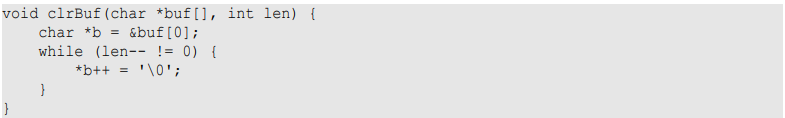 void clrBuf(char *buf[], int len) {
    char *b = &buf[0];
    while (len-- != 0) {
        *b++ = '\0';
    }
}